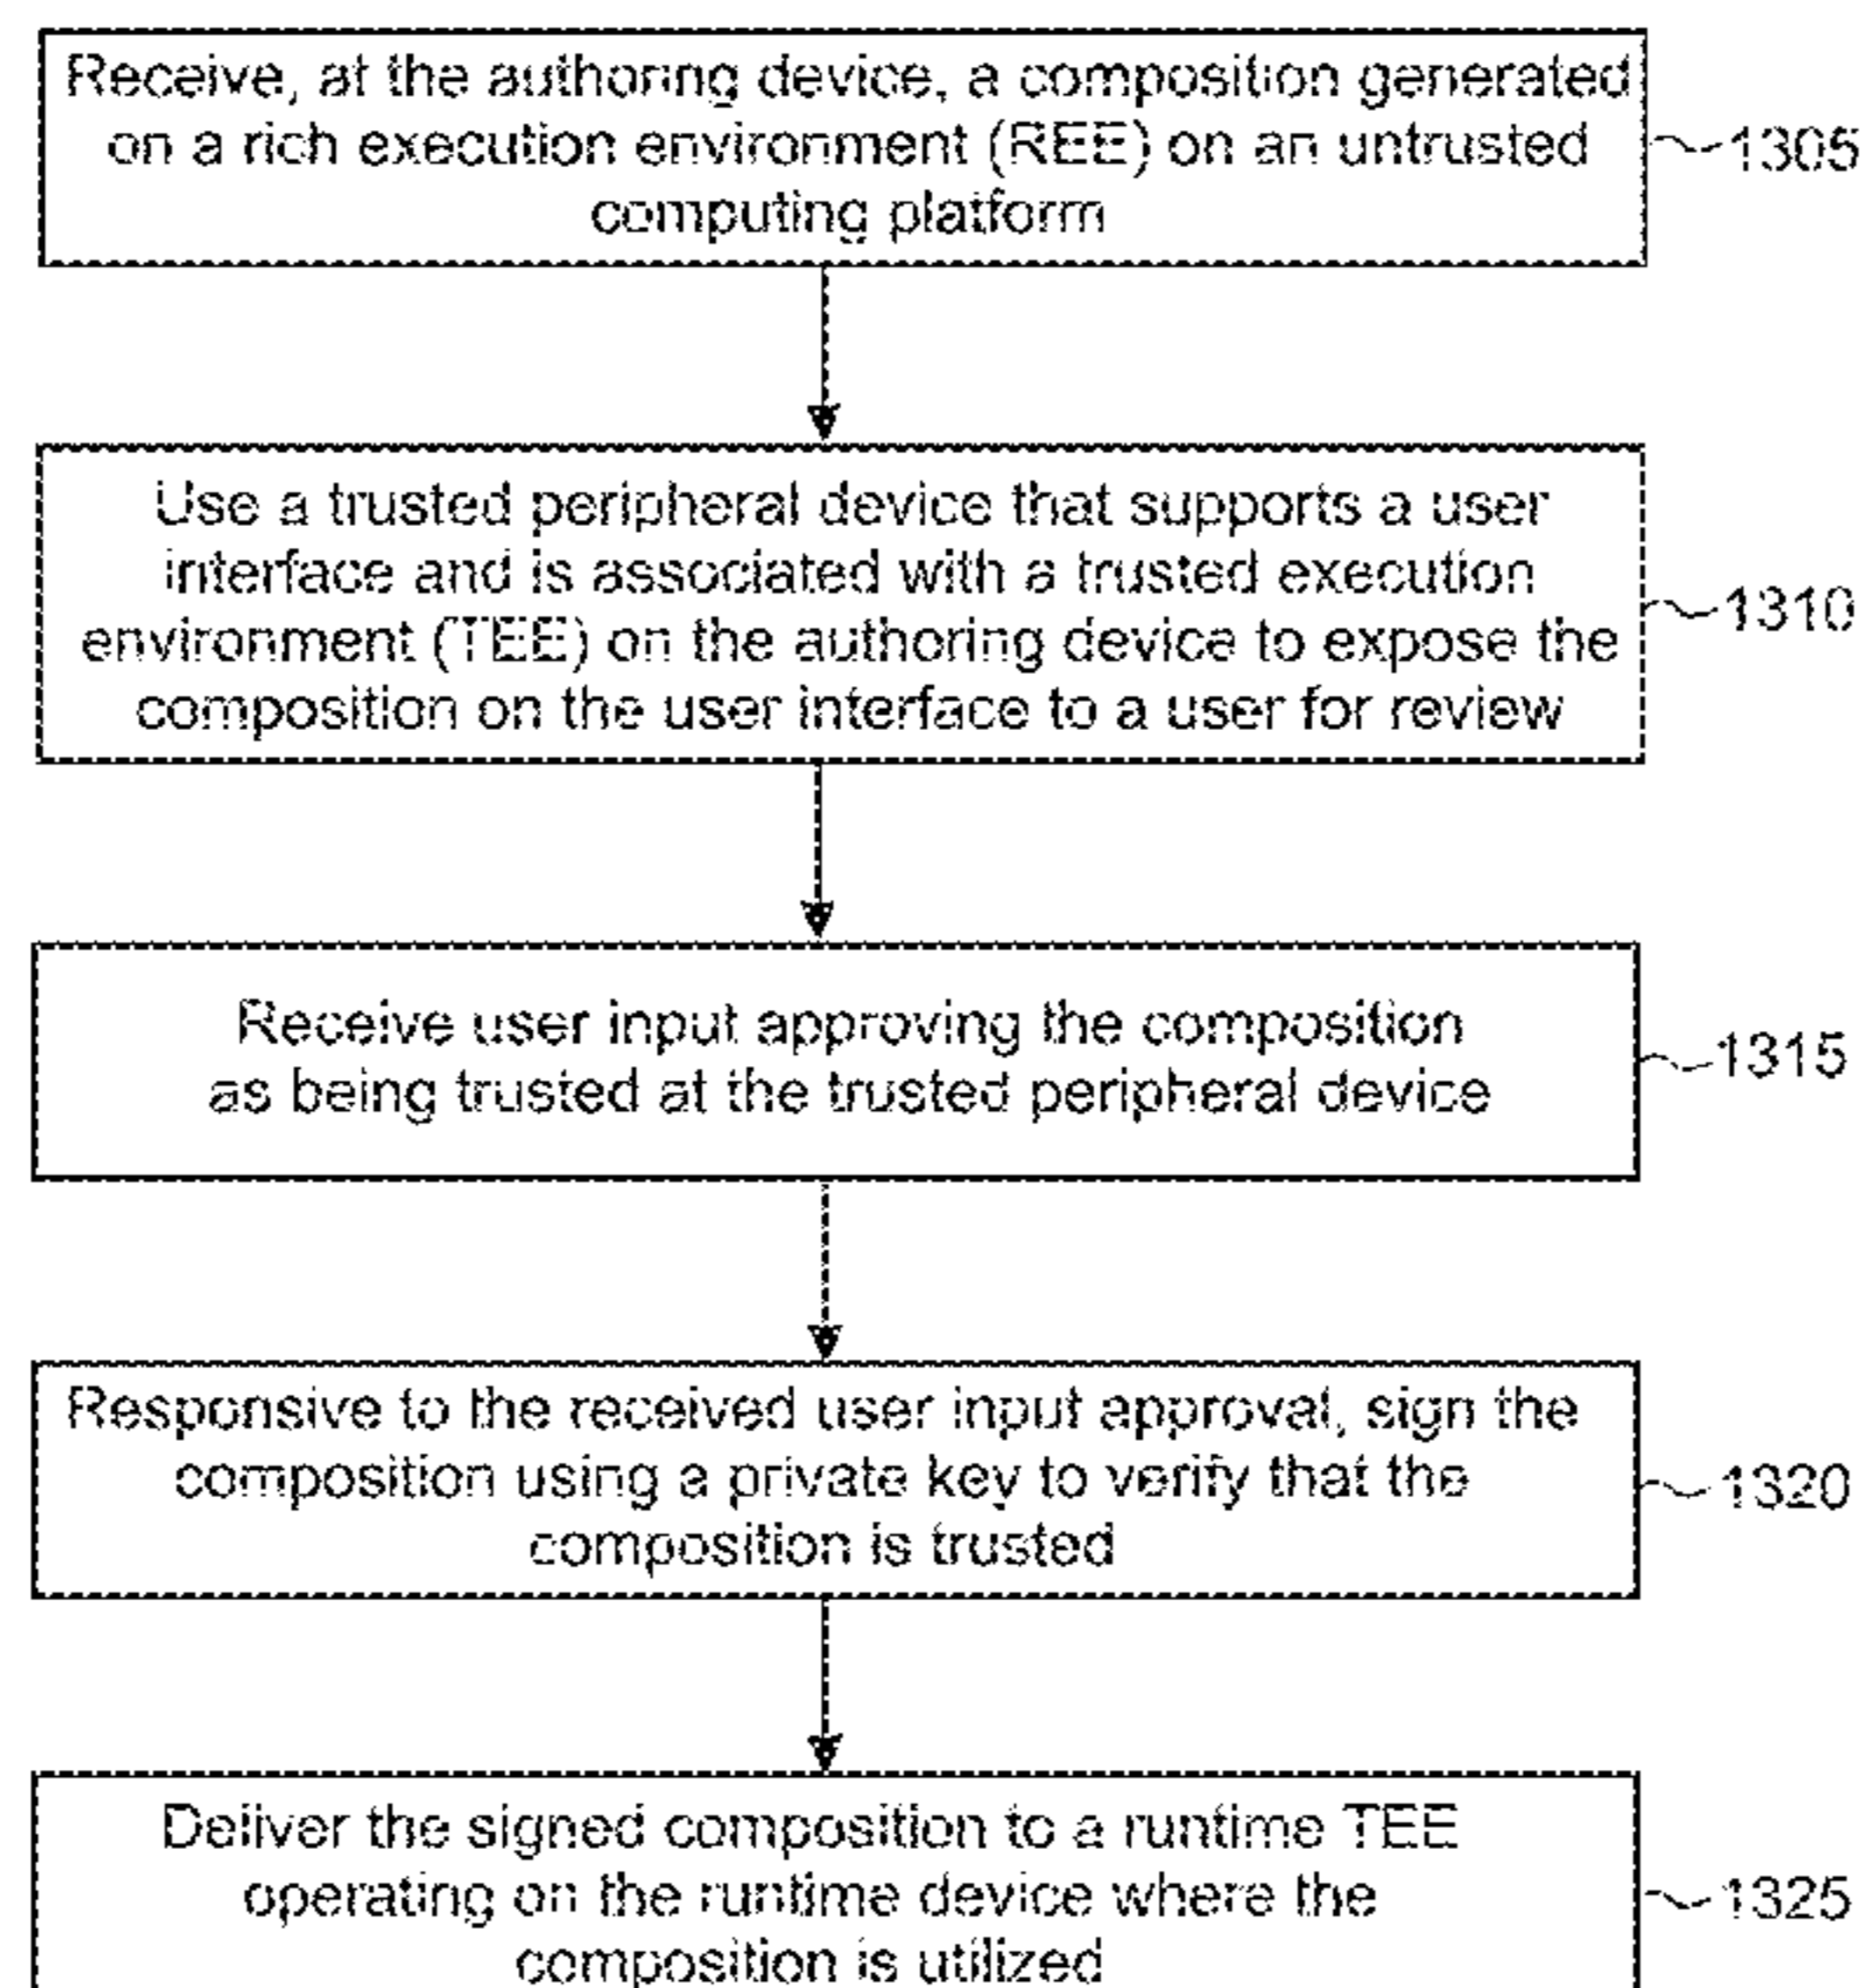 Receive, at the authoring device, a composition generated
on a rich execution environment (REE) on an untrusted
computing platform
1305
Use a trusted peripheral device that supports a user
interface and is associated with a trusted execution
environment (TEE) on the authoring device to expose the
composition on the user interface to a user for review
1310
Receive user input approving the composition
as being trusted at the trusted peripheral device
1315
Responsive to the received user input approval, sign the
composition using a private key to verify that the
composition is trusted
1320
Deliver the signed composition to a runtime TEE
operating on the runtime device where the
composition is utilized
1325